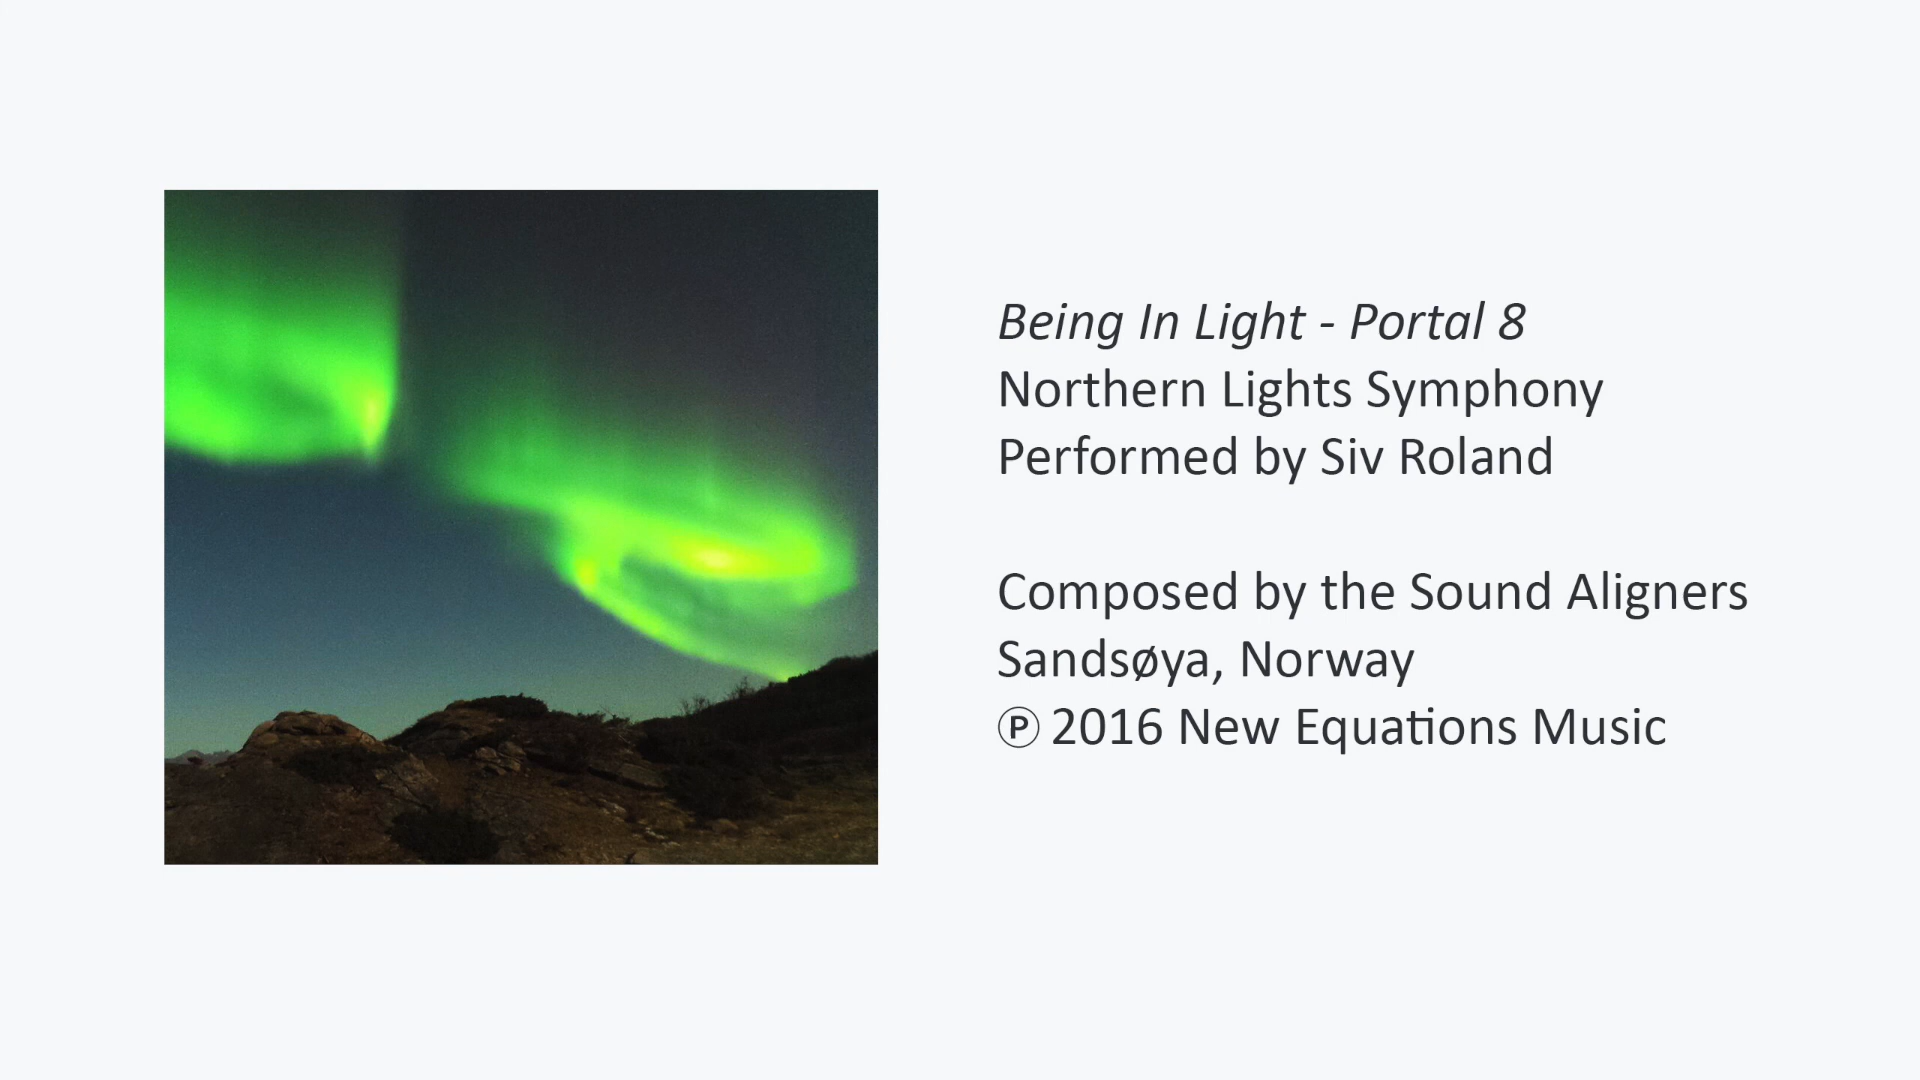 Being In Light - Portal 8
Northern Lights Symphony
Performed by Siv Roland
Composed by the Sound Aligners
Sandsøya, Norway
℗ 2016 New Equations Music